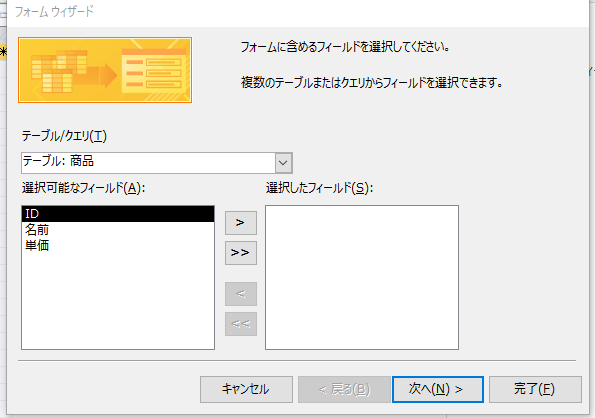 フォーム ウィザード
フォームに含めるフィールドを選択してください。
複数のテーブルまたはクエリからフィールドを選択できます。
テーブル/クエリ(T)
テーブル: 商品
選択可能なフィールド(A):
選択したフィールド(S):
ID
名前
単価
>
>>
<
<<
キャンセル
< 戻る(B)
次へ(N) >
完了(F)